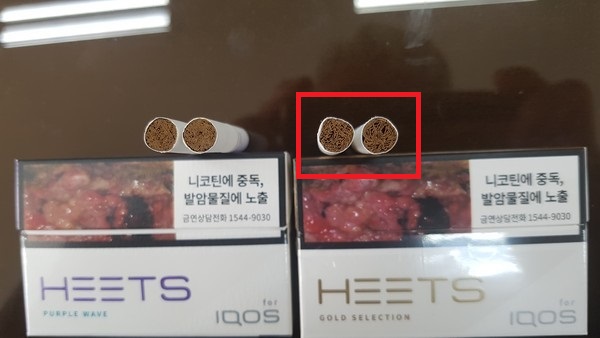 니코틴에 중독,
발암물질에 노출
금연상담전화 1544-9030
HEETS
PURPLE WAVE
for
IQOS
니코틴에 중독,
발암물질에 노출
금연상담전화 1544-9030
HEETS
GOLD SELECTION
for
IQOS